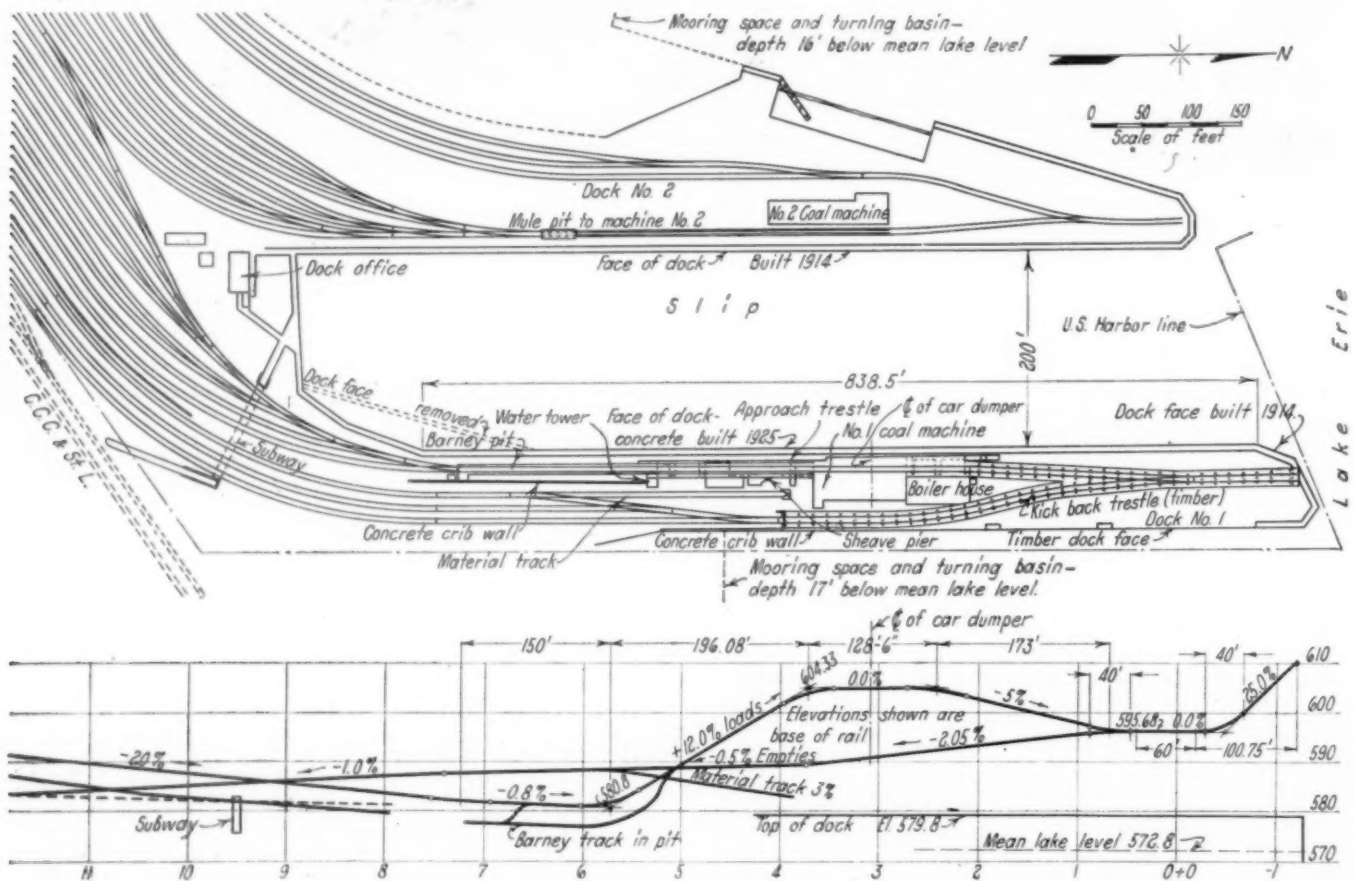 Mooring space and turning basin-
depth 16' below mean lake level
N
0 50 100 150
Scale of feet
Dock No. 2
Mule pit to machine No. 2
No. 2 Coal machine
Dock office
Face of dock
Built 1914
Slip
200'
U.S. Harbor line
Lake Erie
838.5'
C.C.C. & St. L.
Subway
Dock face
removed
Barney pit
Water tower
Face of dock-
concrete built 1925
Approach trestle
℄ of car dumper
No. 1 coal machine
Dock face built 1914
Boiler house
Kick back trestle (timber)
Dock No. 1
Concrete crib wall
Material track
Concrete crib wall
Sheave pier
Timber dock face
Mooring space and turning basin-
depth 17' below mean lake level.
℄ of car dumper
150'
196.08'
128'-6"
173'
40'
40'
610
604.33
0.0%
25.0%
-5%
600
+12.0% loads
Elevations shown are
base of rail
595.682
0.0%
-2.05%
60'
100.75'
590
-2.0%
-1.0%
-0.5% Empties
Material track 3%
-0.8%
580.8
580
Subway
Barney track in pit
Top of dock El. 579.8
Mean lake level 572.8
570
11 10 9 8 7 6 5 4 3 2 1 0+0 -1